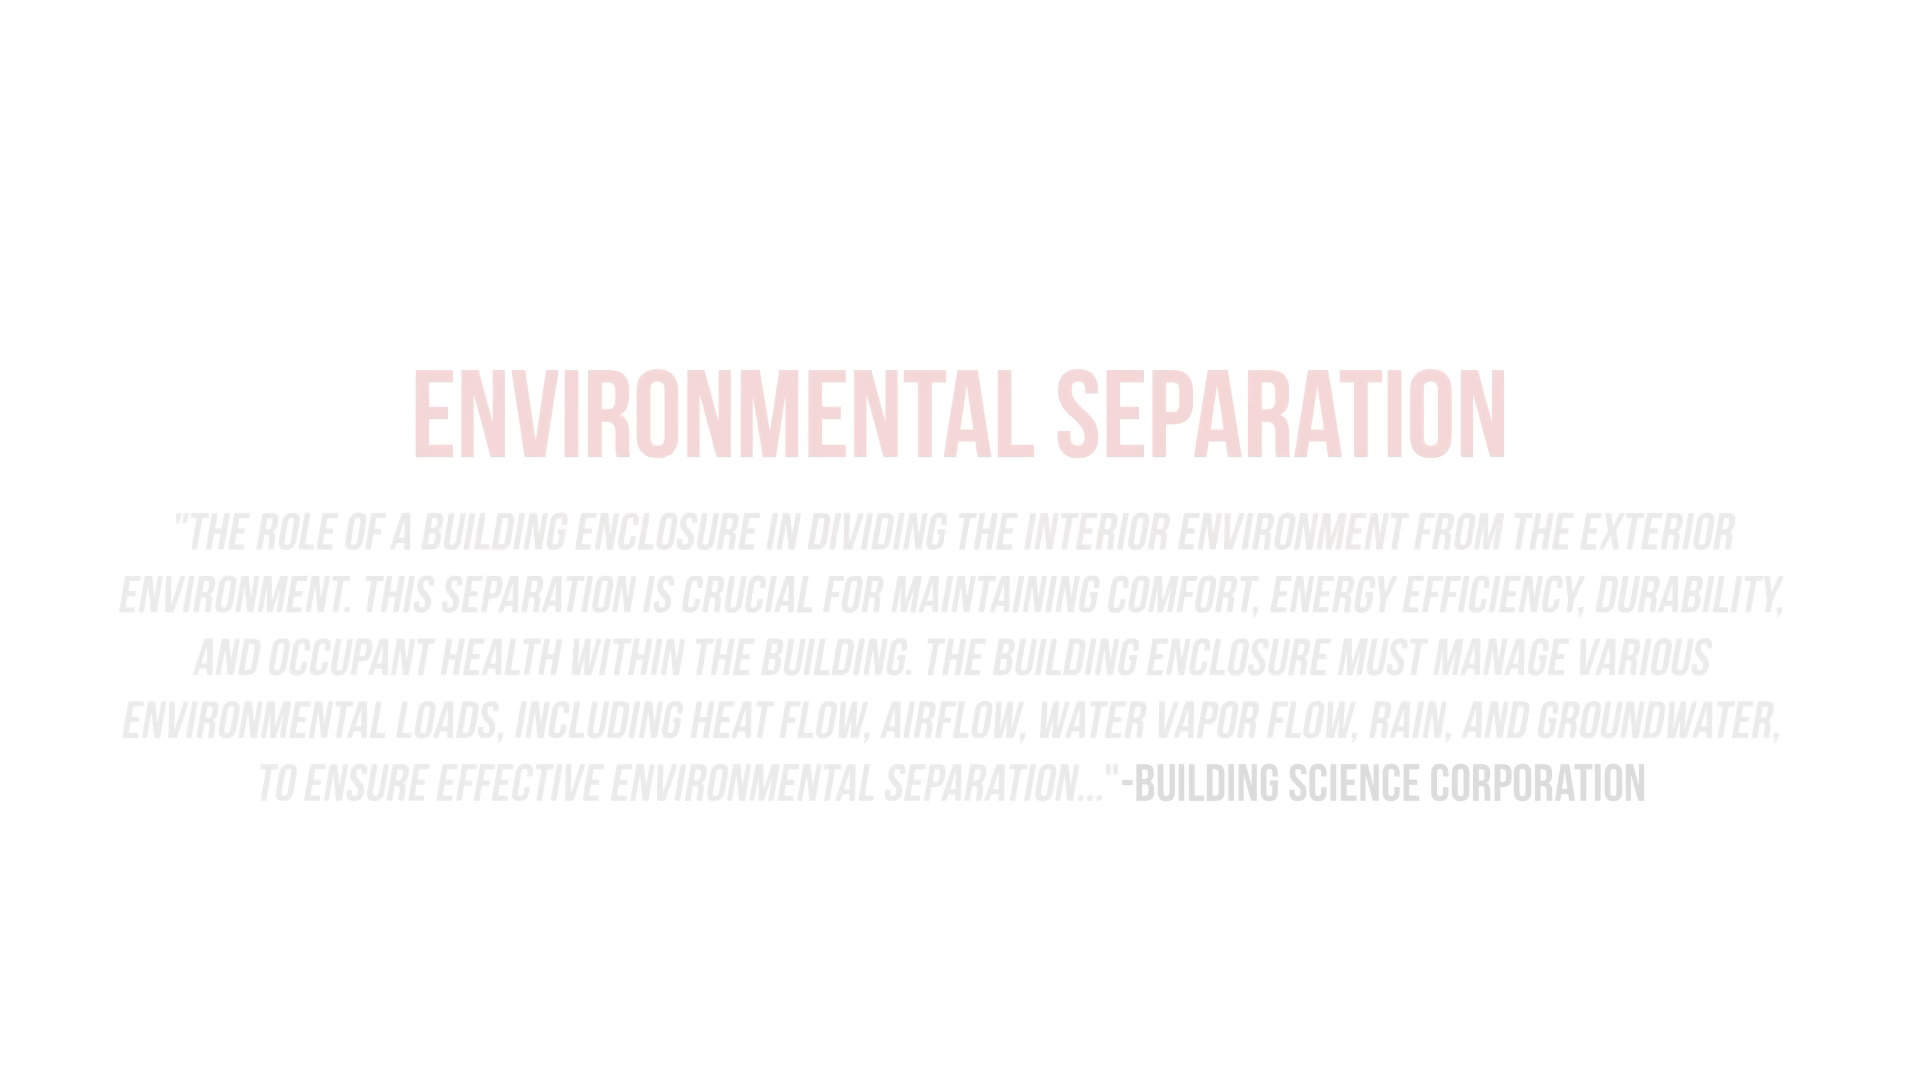 ENVIRONMENTAL SEPARATION
"THE ROLE OF A BUILDING ENCLOSURE IN DIVIDING THE INTERIOR ENVIRONMENT FROM THE EXTERIOR
ENVIRONMENT. THIS SEPARATION IS CRUCIAL FOR MAINTAINING COMFORT, ENERGY EFFICIENCY, DURABILITY,
AND OCCUPANT HEALTH WITHIN THE BUILDING. THE BUILDING ENCLOSURE MUST MANAGE VARIOUS
ENVIRONMENTAL LOADS, INCLUDING HEAT FLOW, AIRFLOW, WATER VAPOR FLOW, RAIN, AND GROUNDWATER,
TO ENSURE EFFECTIVE ENVIRONMENTAL SEPARATION..." -BUILDING SCIENCE CORPORATION